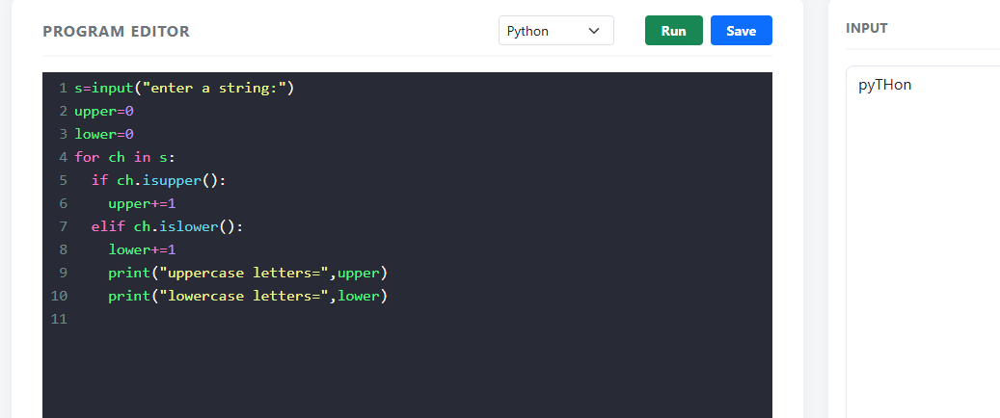 PROGRAM EDITOR
Python
Run
Save
1 s=input("enter a string:")
2 upper=0
3 lower=0
4 for ch in s:
5   if ch.isupper():
6     upper+=1
7   elif ch.islower():
8     lower+=1
9     print("uppercase letters=",upper)
10     print("lowercase letters=",lower)
11
INPUT
pyTHon